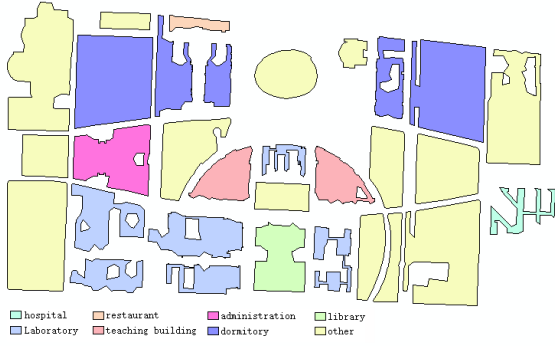 hospital restaurant administration library
Laboratory teaching building dormitory other